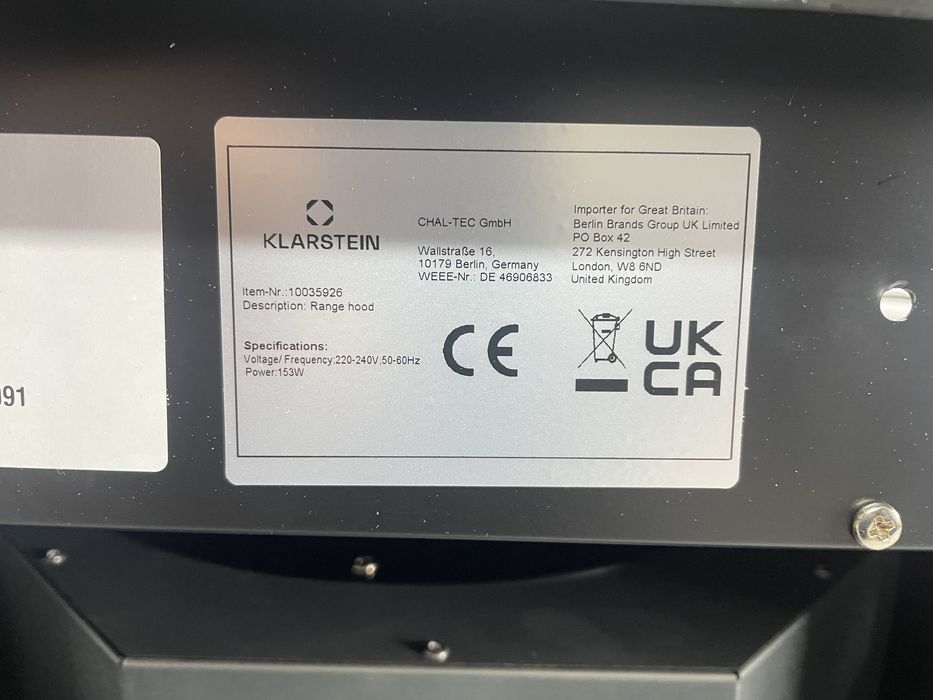 KLARSTEIN
Item-Nr.:10035926
Description: Range hood
Specifications:
Voltage/ Frequency:220-240V,50-60Hz
Power:153W
CHAL-TEC GmbH
Wallstraße 16,
10179 Berlin, Germany
WEEE-Nr.: DE 46906833
CE
Importer for Great Britain:
Berlin Brands Group UK Limited
PO Box 42
272 Kensington High Street
London, W8 6ND
United Kingdom
UK
CA
91